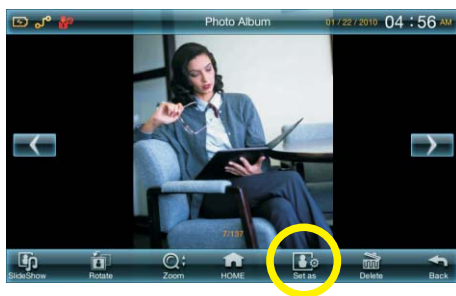 Photo Album
01 / 22 / 2010 04 : 56 AM
7/137
SlideShow Rotate Zoom HOME Set as Delete Back